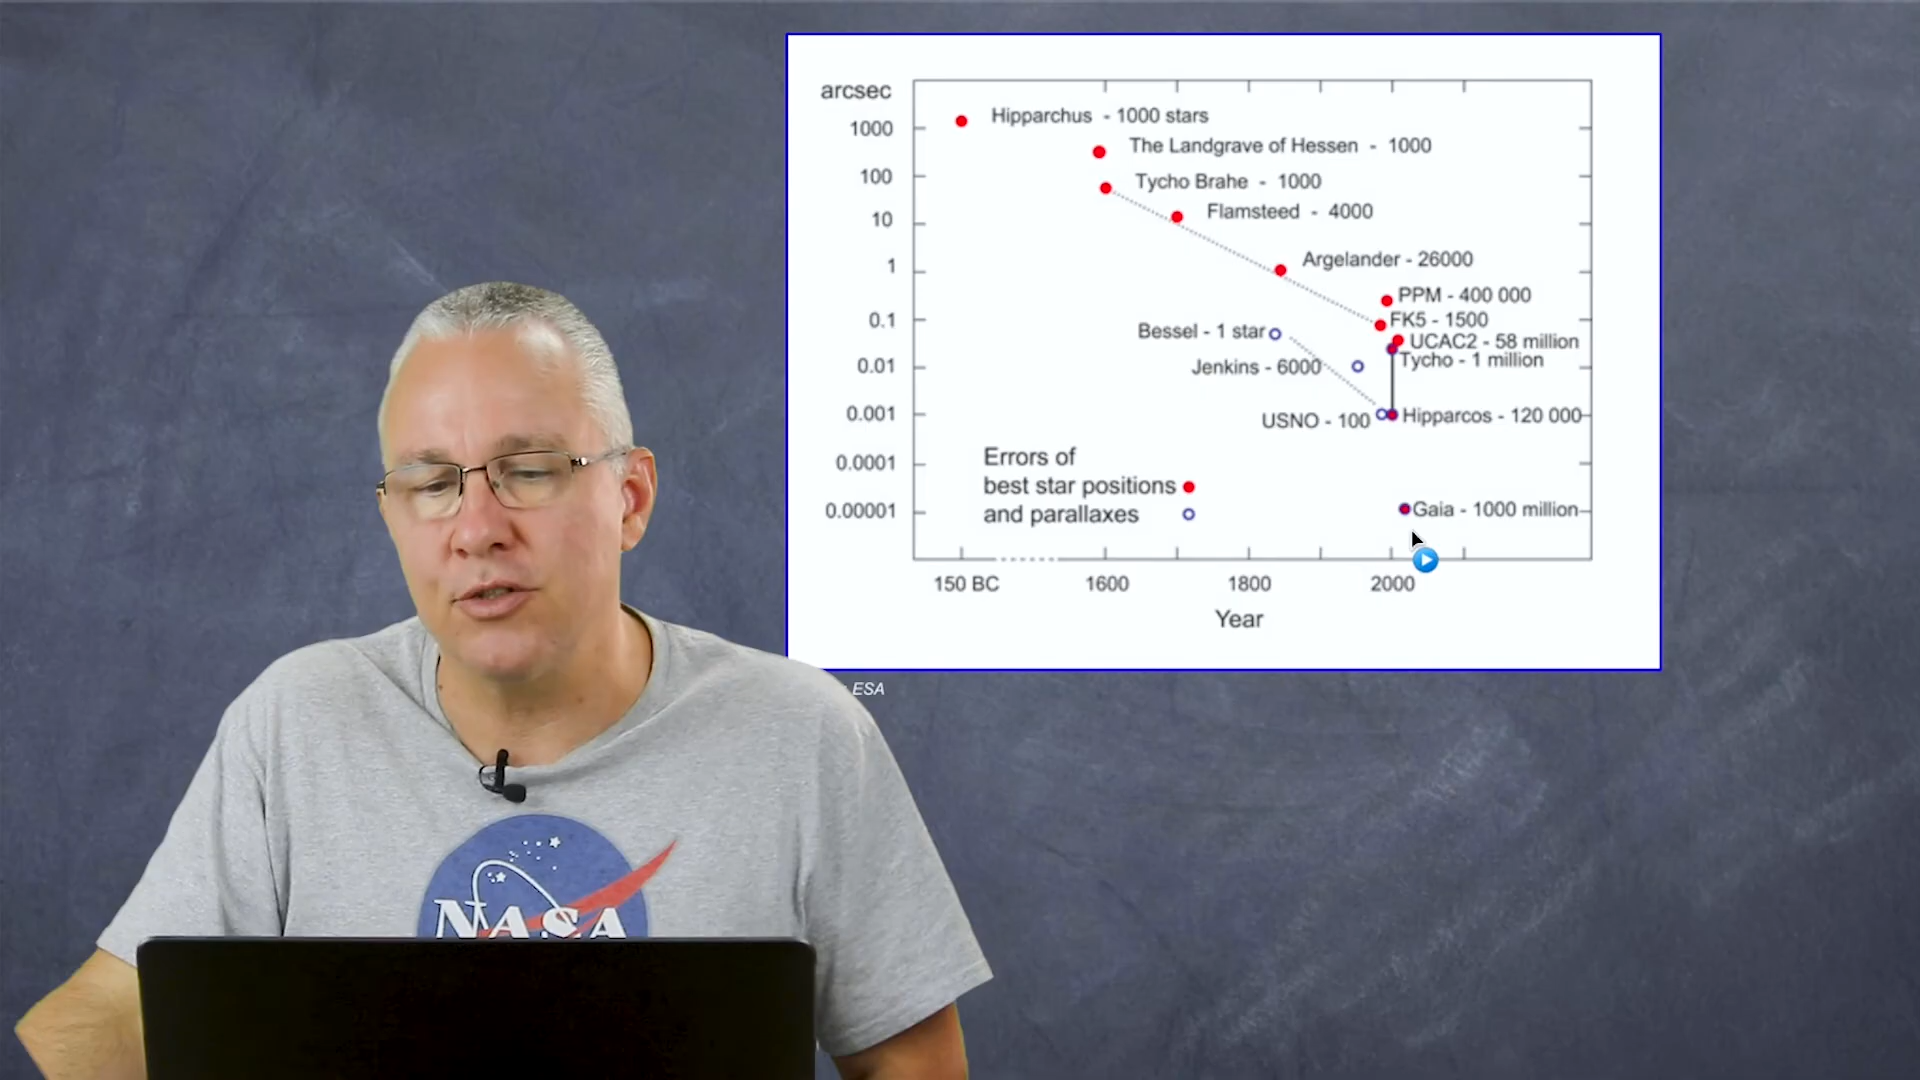 arcsec
Hipparchus - 1000 stars
1000
The Landgrave of Hessen - 1000
100
Tycho Brahe - 1000
10
Flamsteed - 4000
1
Argelander - 26000
PPM - 400 000
0.1
FK5 - 1500
Bessel - 1 star
UCAC2 - 58 million
Tycho - 1 million
0.01
Jenkins - 6000
0.001
USNO - 100
Hipparcos - 120 000
Errors of
0.0001
best star positions
0.00001
and parallaxes
Gaia - 1000 million
150 BC 1600 1800 2000
Year
ESA
NASA